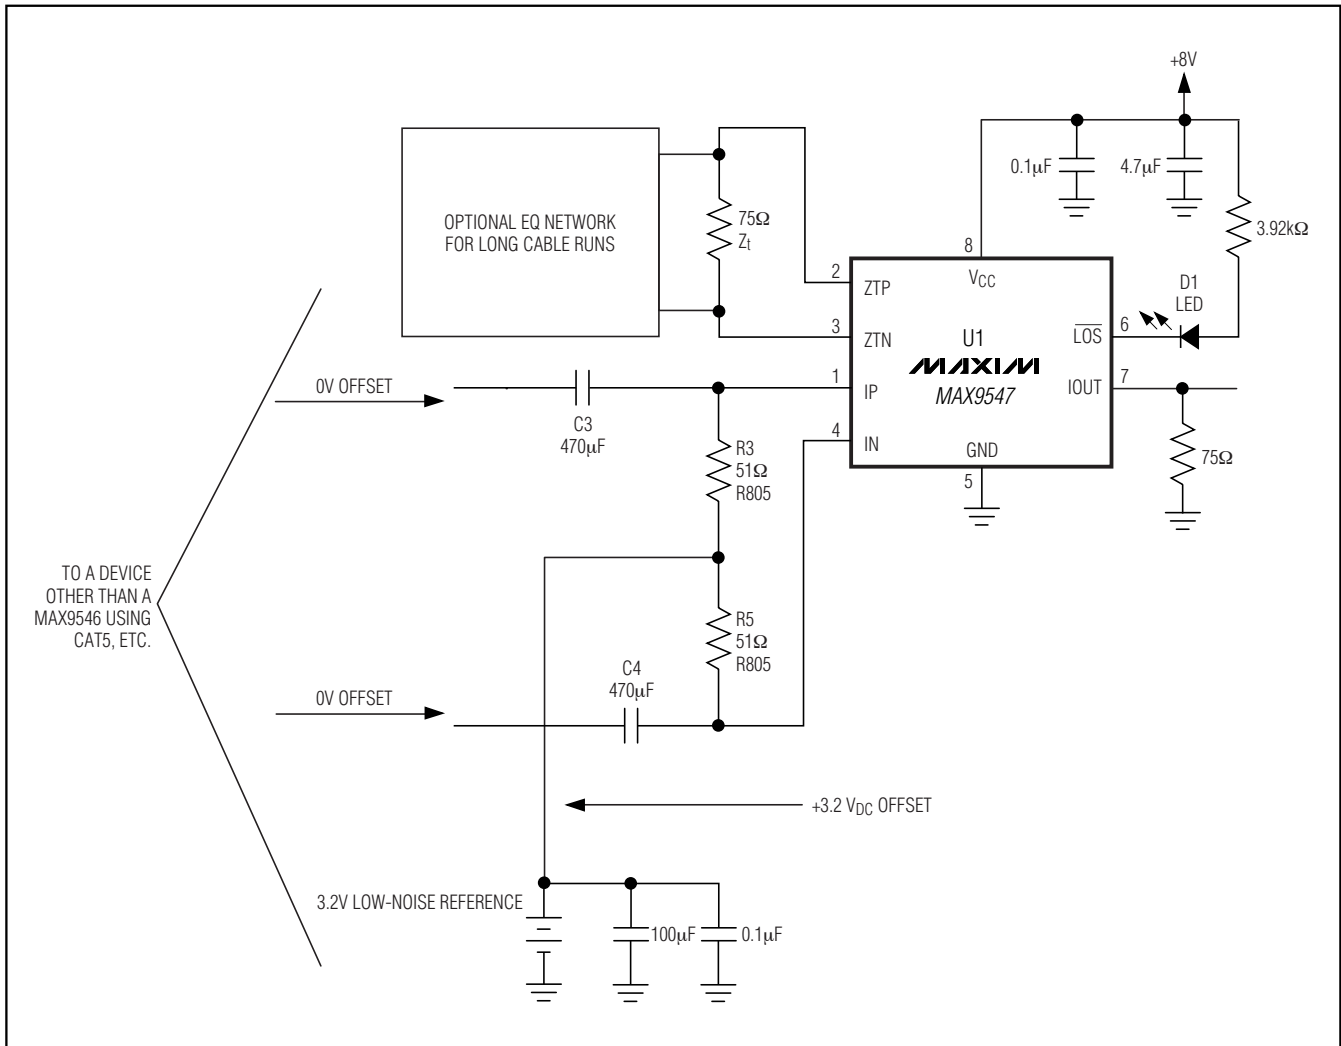 +8V
0.1µF
4.7µF
3.92kΩ
OPTIONAL EQ NETWORK
FOR LONG CABLE RUNS
75Ω
Zt
2
ZTP
3
ZTN
1
IP
4
IN
8
VCC
U1
MAXIM
MAX9547
GND
5
LOS
6
D1
LED
IOUT
7
75Ω
0V OFFSET
C3
470µF
R3
51Ω
R805
TO A DEVICE
OTHER THAN A
MAX9546 USING
CAT5, ETC.
R5
51Ω
R805
C4
470µF
0V OFFSET
+3.2 VDC OFFSET
3.2V LOW-NOISE REFERENCE
100µF
0.1µF